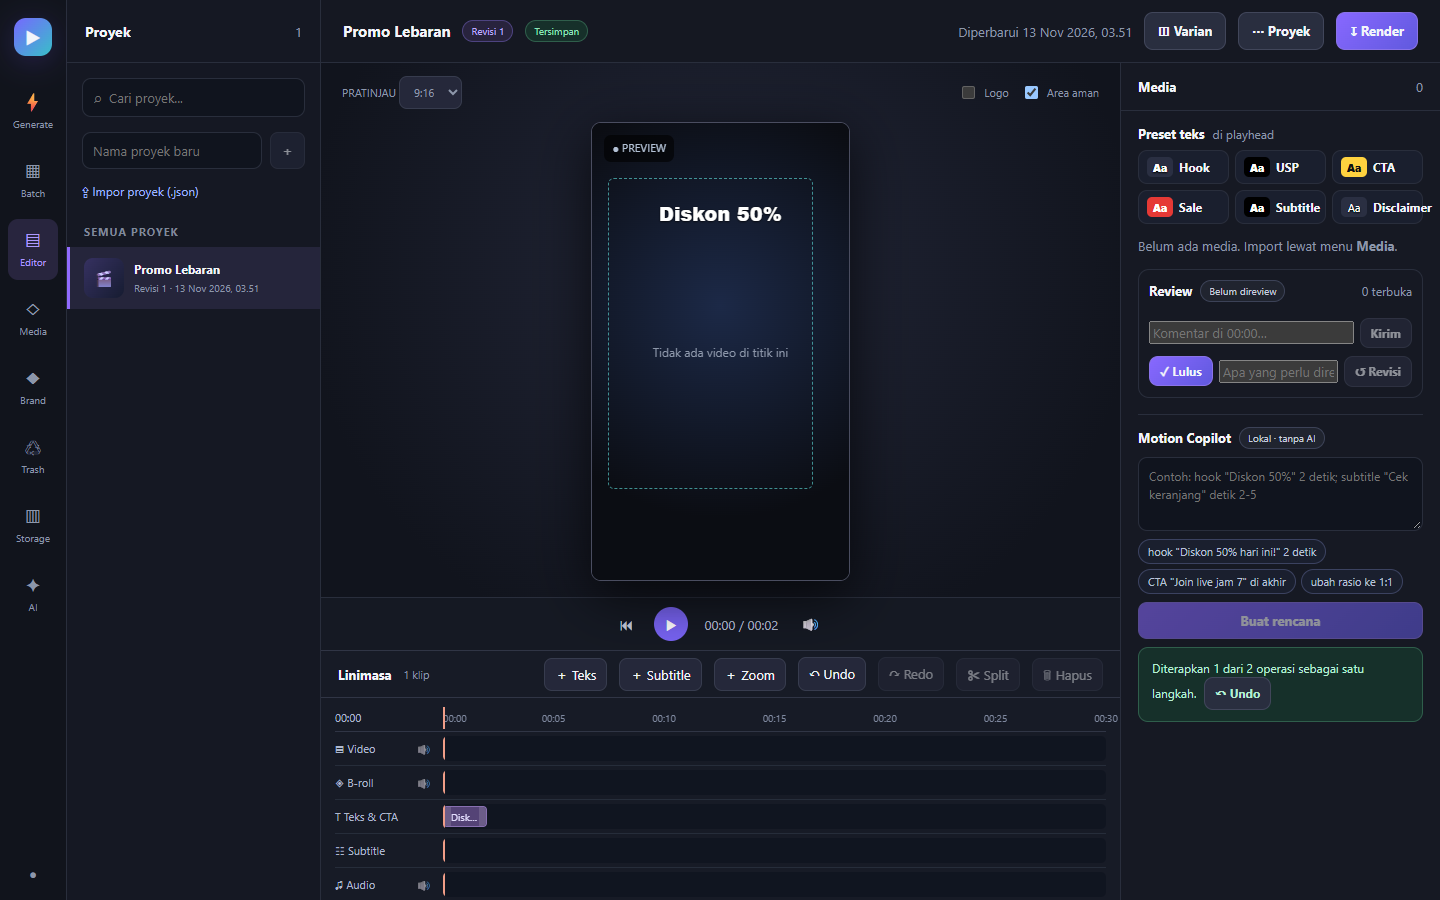 Generate
Batch
Editor
Media
Brand
Trash
Storage
AI
Proyek 1
Cari proyek...
Nama proyek baru +
Impor proyek (.json)
SEMUA PROYEK
Promo Lebaran
Revisi 1 · 13 Nov 2026, 03.51
Promo Lebaran Revisi 1 Tersimpan
Diperbarui 13 Nov 2026, 03.51 Varian ··· Proyek Render
PRATINJAU 9:16 Logo Area aman
● PREVIEW
Diskon 50%
Tidak ada video di titik ini
00:00 / 00:02
Linimasa 1 klip + Teks + Subtitle + Zoom Undo Redo Split Hapus
00:00 00:00 00:05 00:10 00:15 00:20 00:25 00:30
Video
B-roll
T Teks & CTA Disk...
Subtitle
Audio
Media 0
Preset teks di playhead
Aa Hook Aa USP Aa CTA
Aa Sale Aa Subtitle Aa Disclaimer
Belum ada media. Import lewat menu Media.
Review Belum direview 0 terbuka
Komentar di 00:00... Kirim
✓ Lulus Apa yang perlu dire Revisi
Motion Copilot Lokal · tanpa AI
Contoh: hook "Diskon 50%" 2 detik; subtitle "Cek
keranjang" detik 2-5
hook "Diskon 50% hari ini!" 2 detik
CTA "Join live jam 7" di akhir ubah rasio ke 1:1
Buat rencana
Diterapkan 1 dari 2 operasi sebagai satu
langkah. Undo